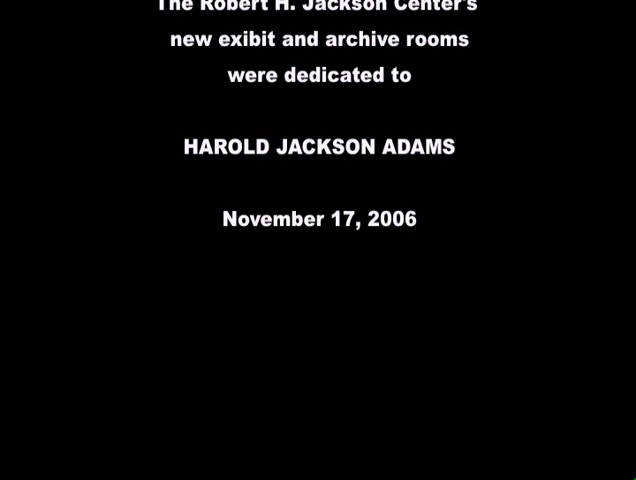 The Robert H. Jackson Center's
new exibit and archive rooms
were dedicated to
HAROLD JACKSON ADAMS
November 17, 2006